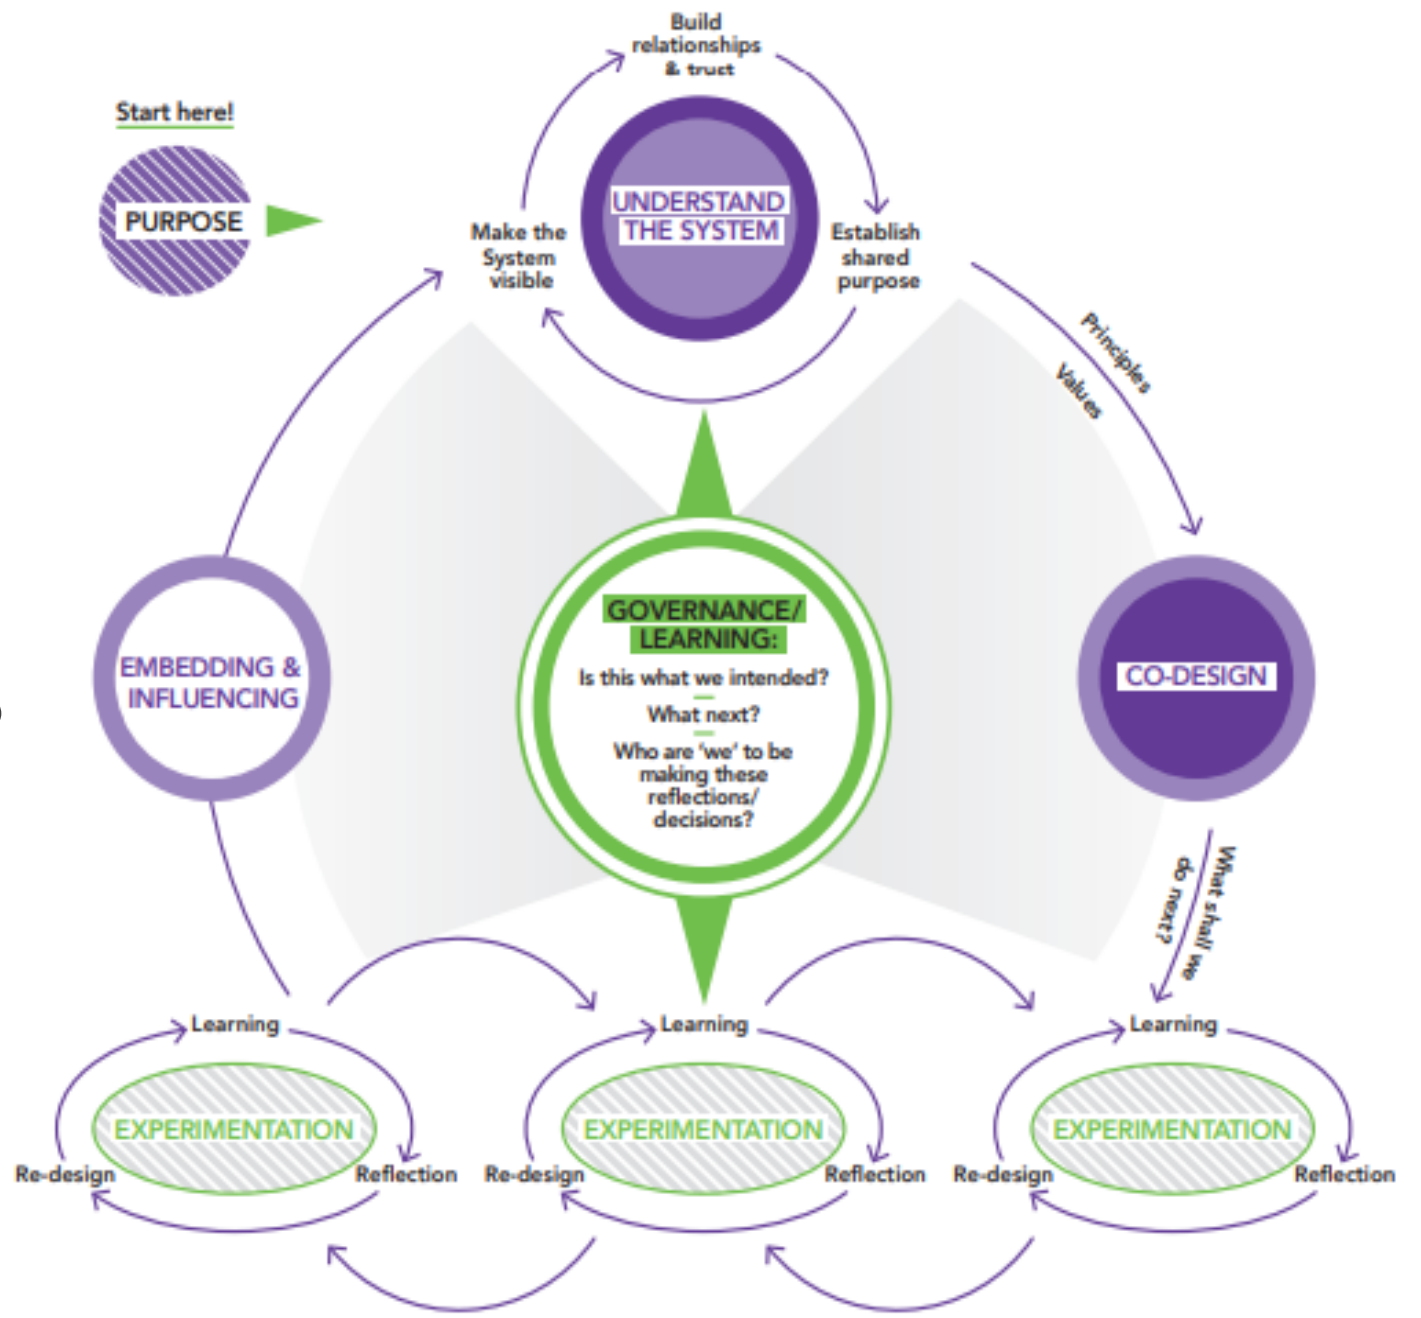 Build
relationships
& trust
Start here!
PURPOSE
UNDERSTAND
THE SYSTEM
Make the
System
visible
Establish
shared
purpose
Principles
Values
GOVERNANCE/
LEARNING:
Is this what we intended?
What next?
Who are ‘we’ to be
making these
reflections/
decisions?
EMBEDDING &
INFLUENCING
CO-DESIGN
What shall we
do next?
Learning
EXPERIMENTATION
Re-design
Reflection
Learning
EXPERIMENTATION
Re-design
Reflection
Learning
EXPERIMENTATION
Re-design
Reflection